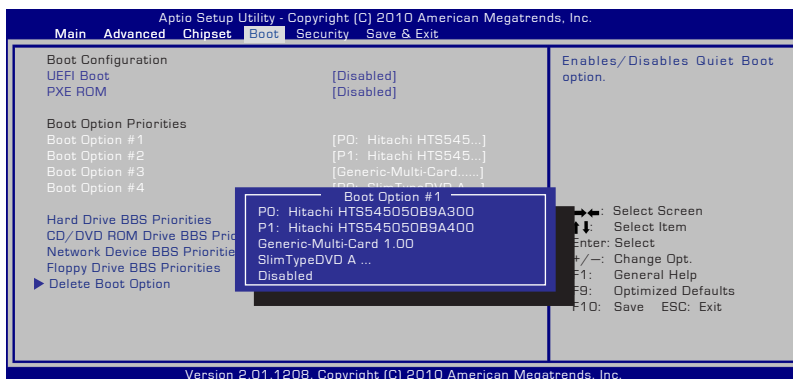 Aptio Setup Utility - Copyright (C) 2010 American Megatrends, Inc.
Main Advanced Chipset Boot Security Save & Exit
Boot Configuration
UEFI Boot [Disabled]
PXE ROM [Disabled]
Boot Option Priorities
Boot Option #1 [P0: Hitachi HTS545...]
Boot Option #2 [P1: Hitachi HTS545...]
Boot Option #3 [Generic-Multi-Card......]
Boot Option #4
Hard Drive BBS Priorities
CD/DVD ROM Drive BBS Prio
Network Device BBS Prioritie
Floppy Drive BBS Priorities
Delete Boot Option
Boot Option #1
P0: Hitachi HTS545050B9A300
P1: Hitachi HTS545050B9A400
Generic-Multi-Card 1.00
SlimTypeDVD A ...
Disabled
Enables/Disables Quiet Boot
option.
→←: Select Screen
↑↓: Select Item
Enter: Select
+/—: Change Opt.
F1: General Help
F9: Optimized Defaults
F10: Save ESC: Exit
Version 2.01.1208. Copyright (C) 2010 American Megatrends, Inc.